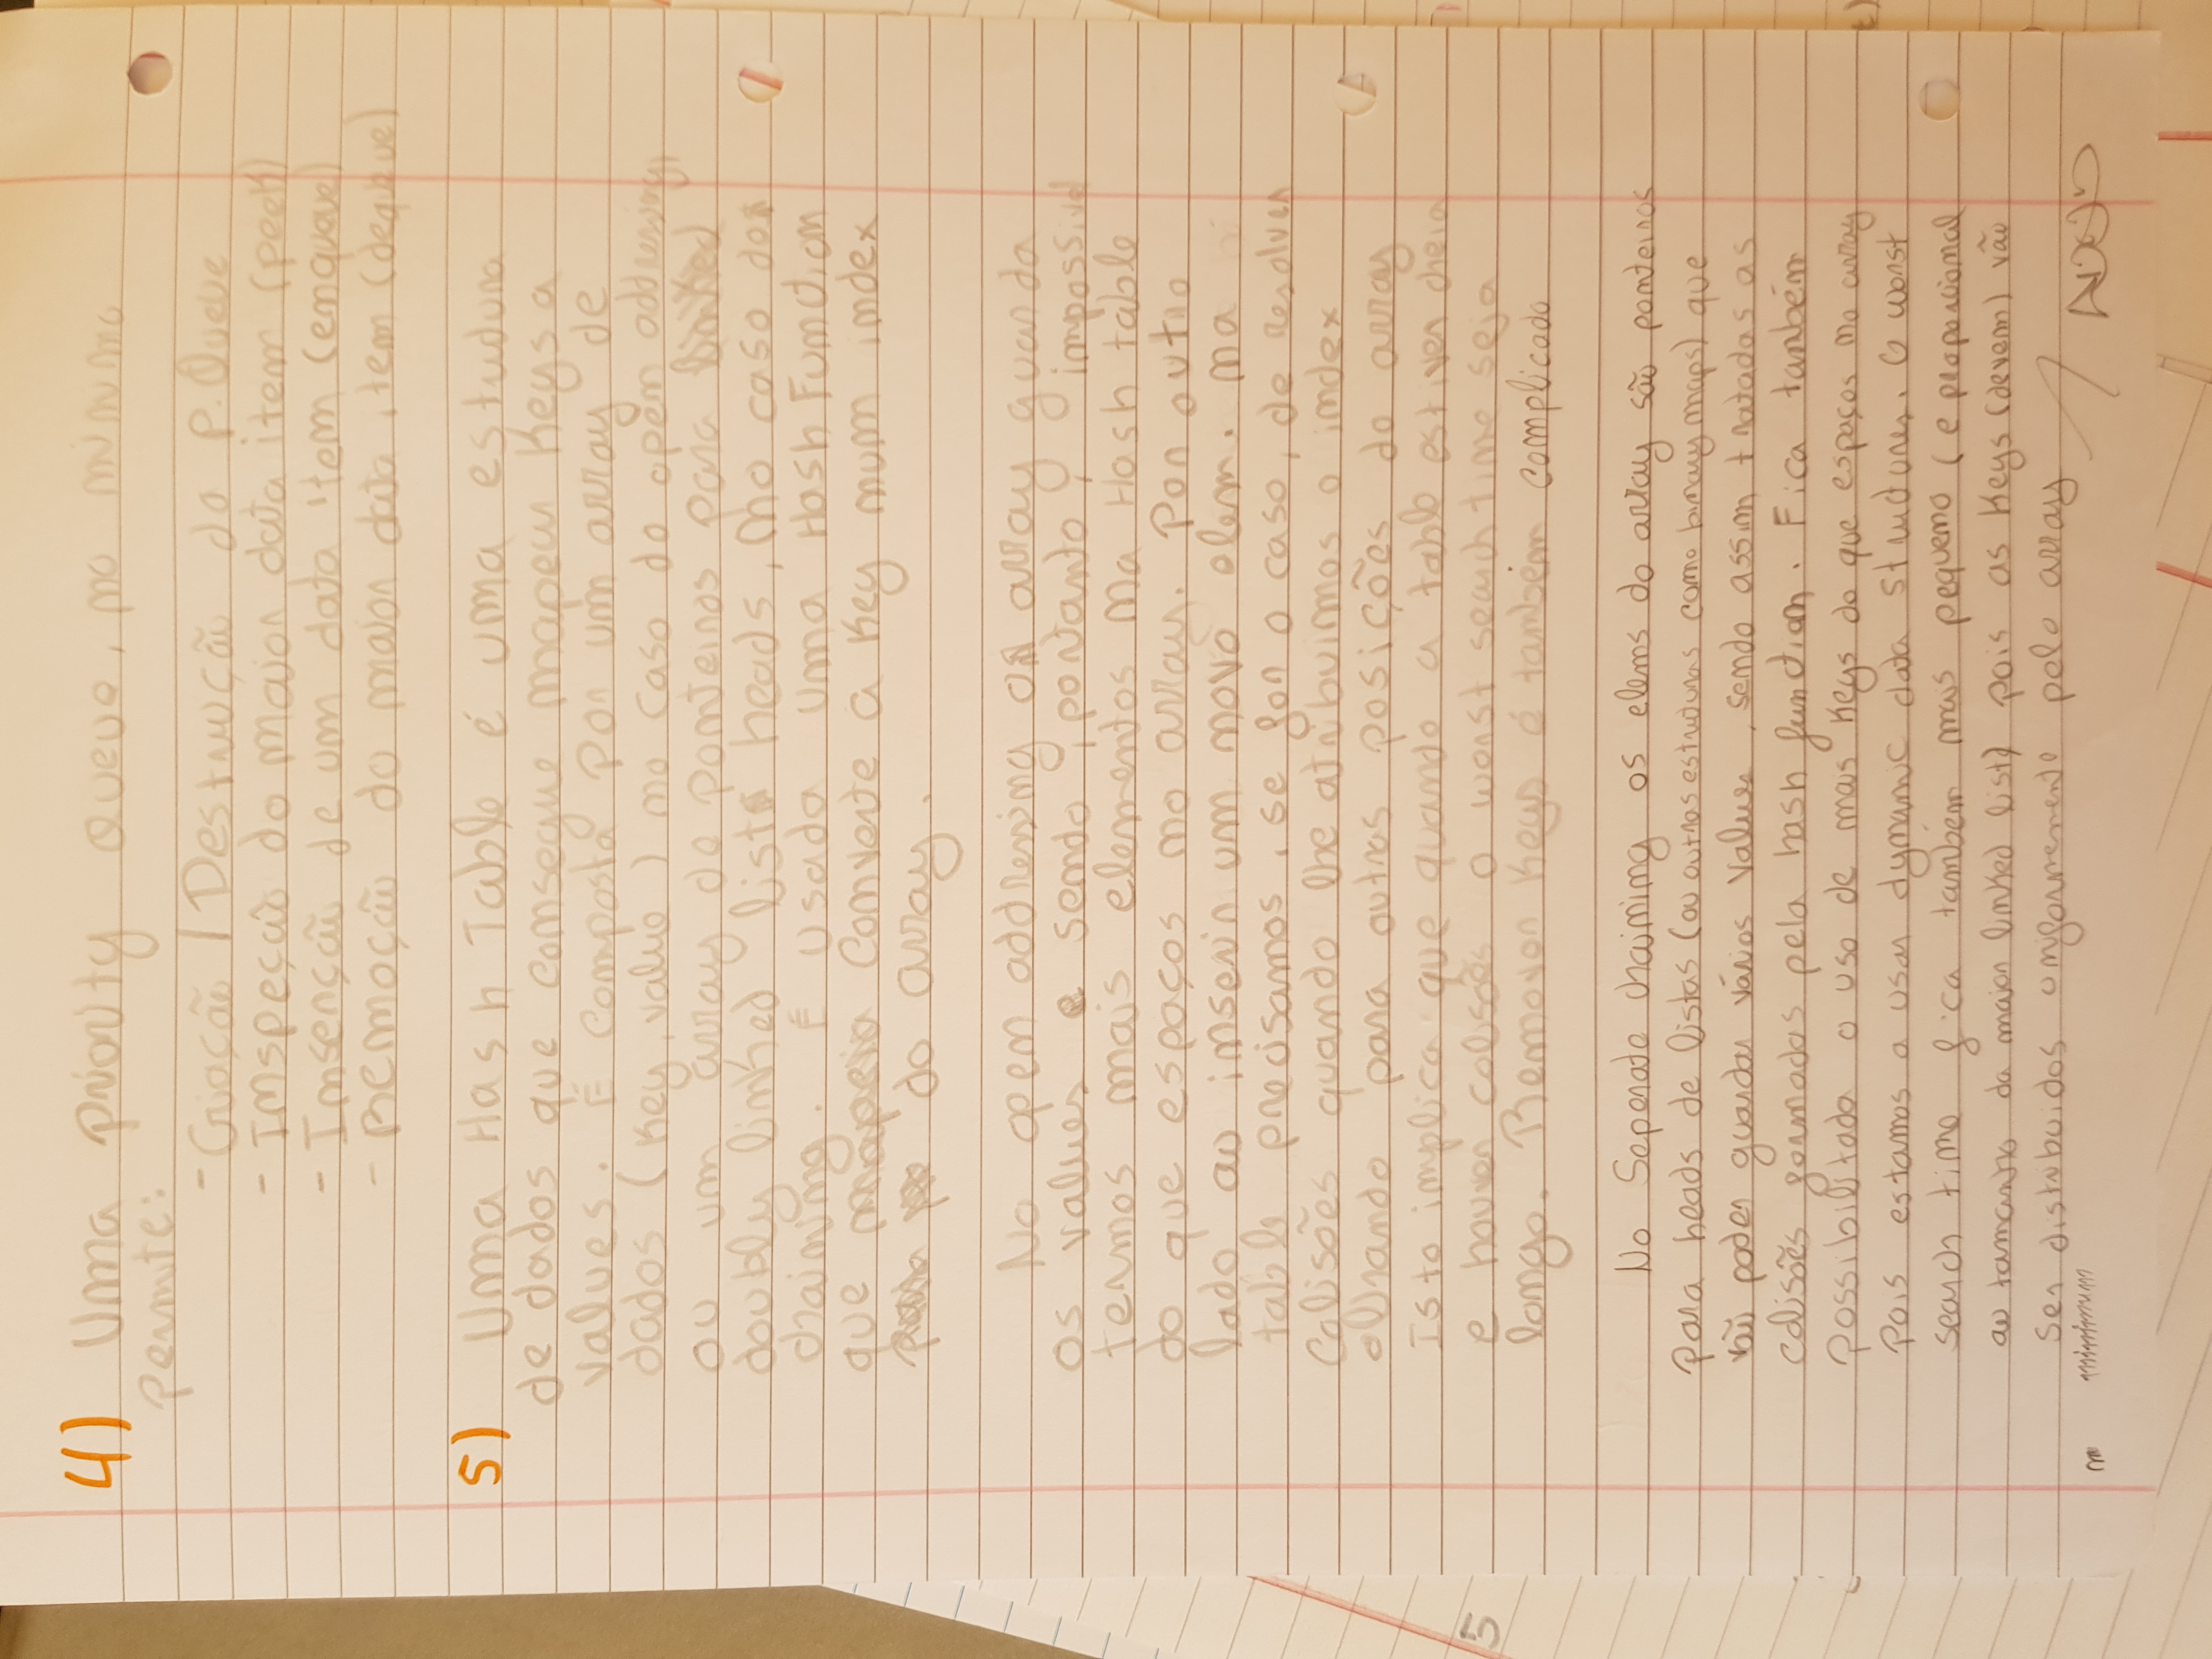 4) Uma Priority Queue, no minimo
permite:
- Criação / Destruição da P. Queue
- Inspeção do maior data item (peek)
- Inserção de um data item (enqueue)
- Remoção do maior data item (dequeue)
5) Uma Hash Table é uma estrutura
de dados que consegue mapear Keys a
values. É composta por um array de
dados (Key, value) no caso do open addressing,
ou um array de ponteiros para
doubly linked list heads, no caso do
chaining. É usada uma Hash Function
que converte a Key num index
do array.
No open addressing o array guarda
os values sendo, portanto, impossivel
termos mais elementos na Hash table
do que espaços no array. Por outro
lado ao inserir um novo elem. na
table precisamos, se for o caso, de resolver
colisões quando lhe atribuimos o index
olhando para outras posições do array
Isto implica que quando a table estiver cheia
e houver colisões o worst search time seja
longo. Remover Keys é também complicado
No Seperate chaining os elems do array são ponteiros
para heads de listas (ou outras estruturas como binary maps) que
vão poder guardar vários values, sendo assim tratadas as
colisões formadas pela hash function. Fica também
possibilitado o uso de mais Keys do que espaços no array
pois estamos a usar dynamic data structures. O worst
search time fica também mais pequeno (e proporcional
ao tamanho da maior linked list) pois as Keys (devem) vão
ser distribuidos uniformemente pelo array
5